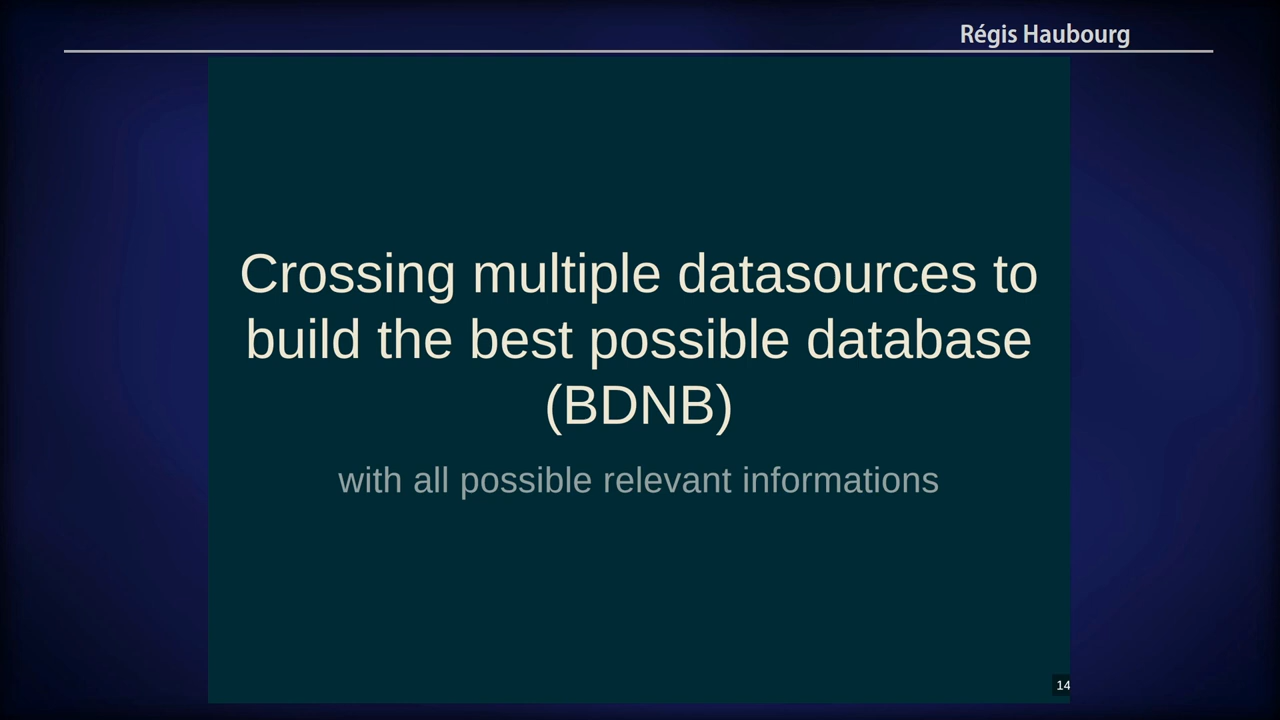 Régis Haubourg
Crossing multiple datasources to
build the best possible database
(BDNB)
with all possible relevant informations
14